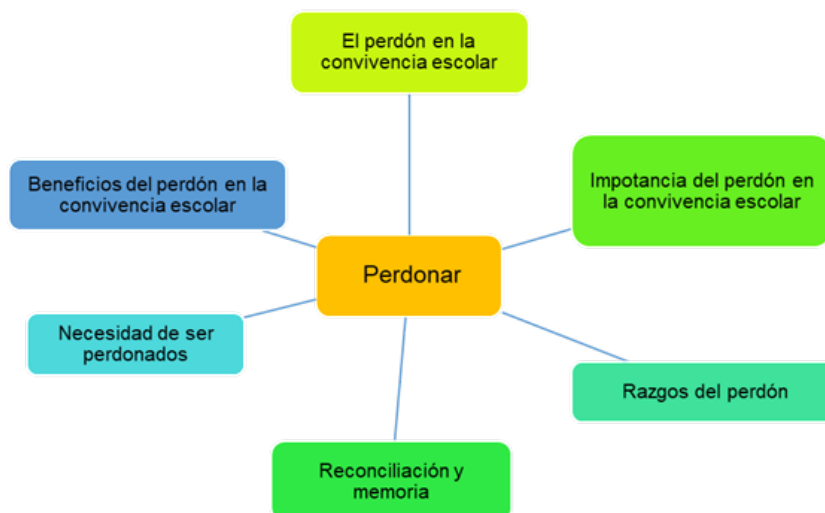 El perdón en la
convivencia escolar
Beneficios del perdón en la
convivencia escolar
Impotancia del perdón en
la convivencia escolar
Perdonar
Necesidad de ser
perdonados
Razgos del perdón
Reconciliación y
memoria